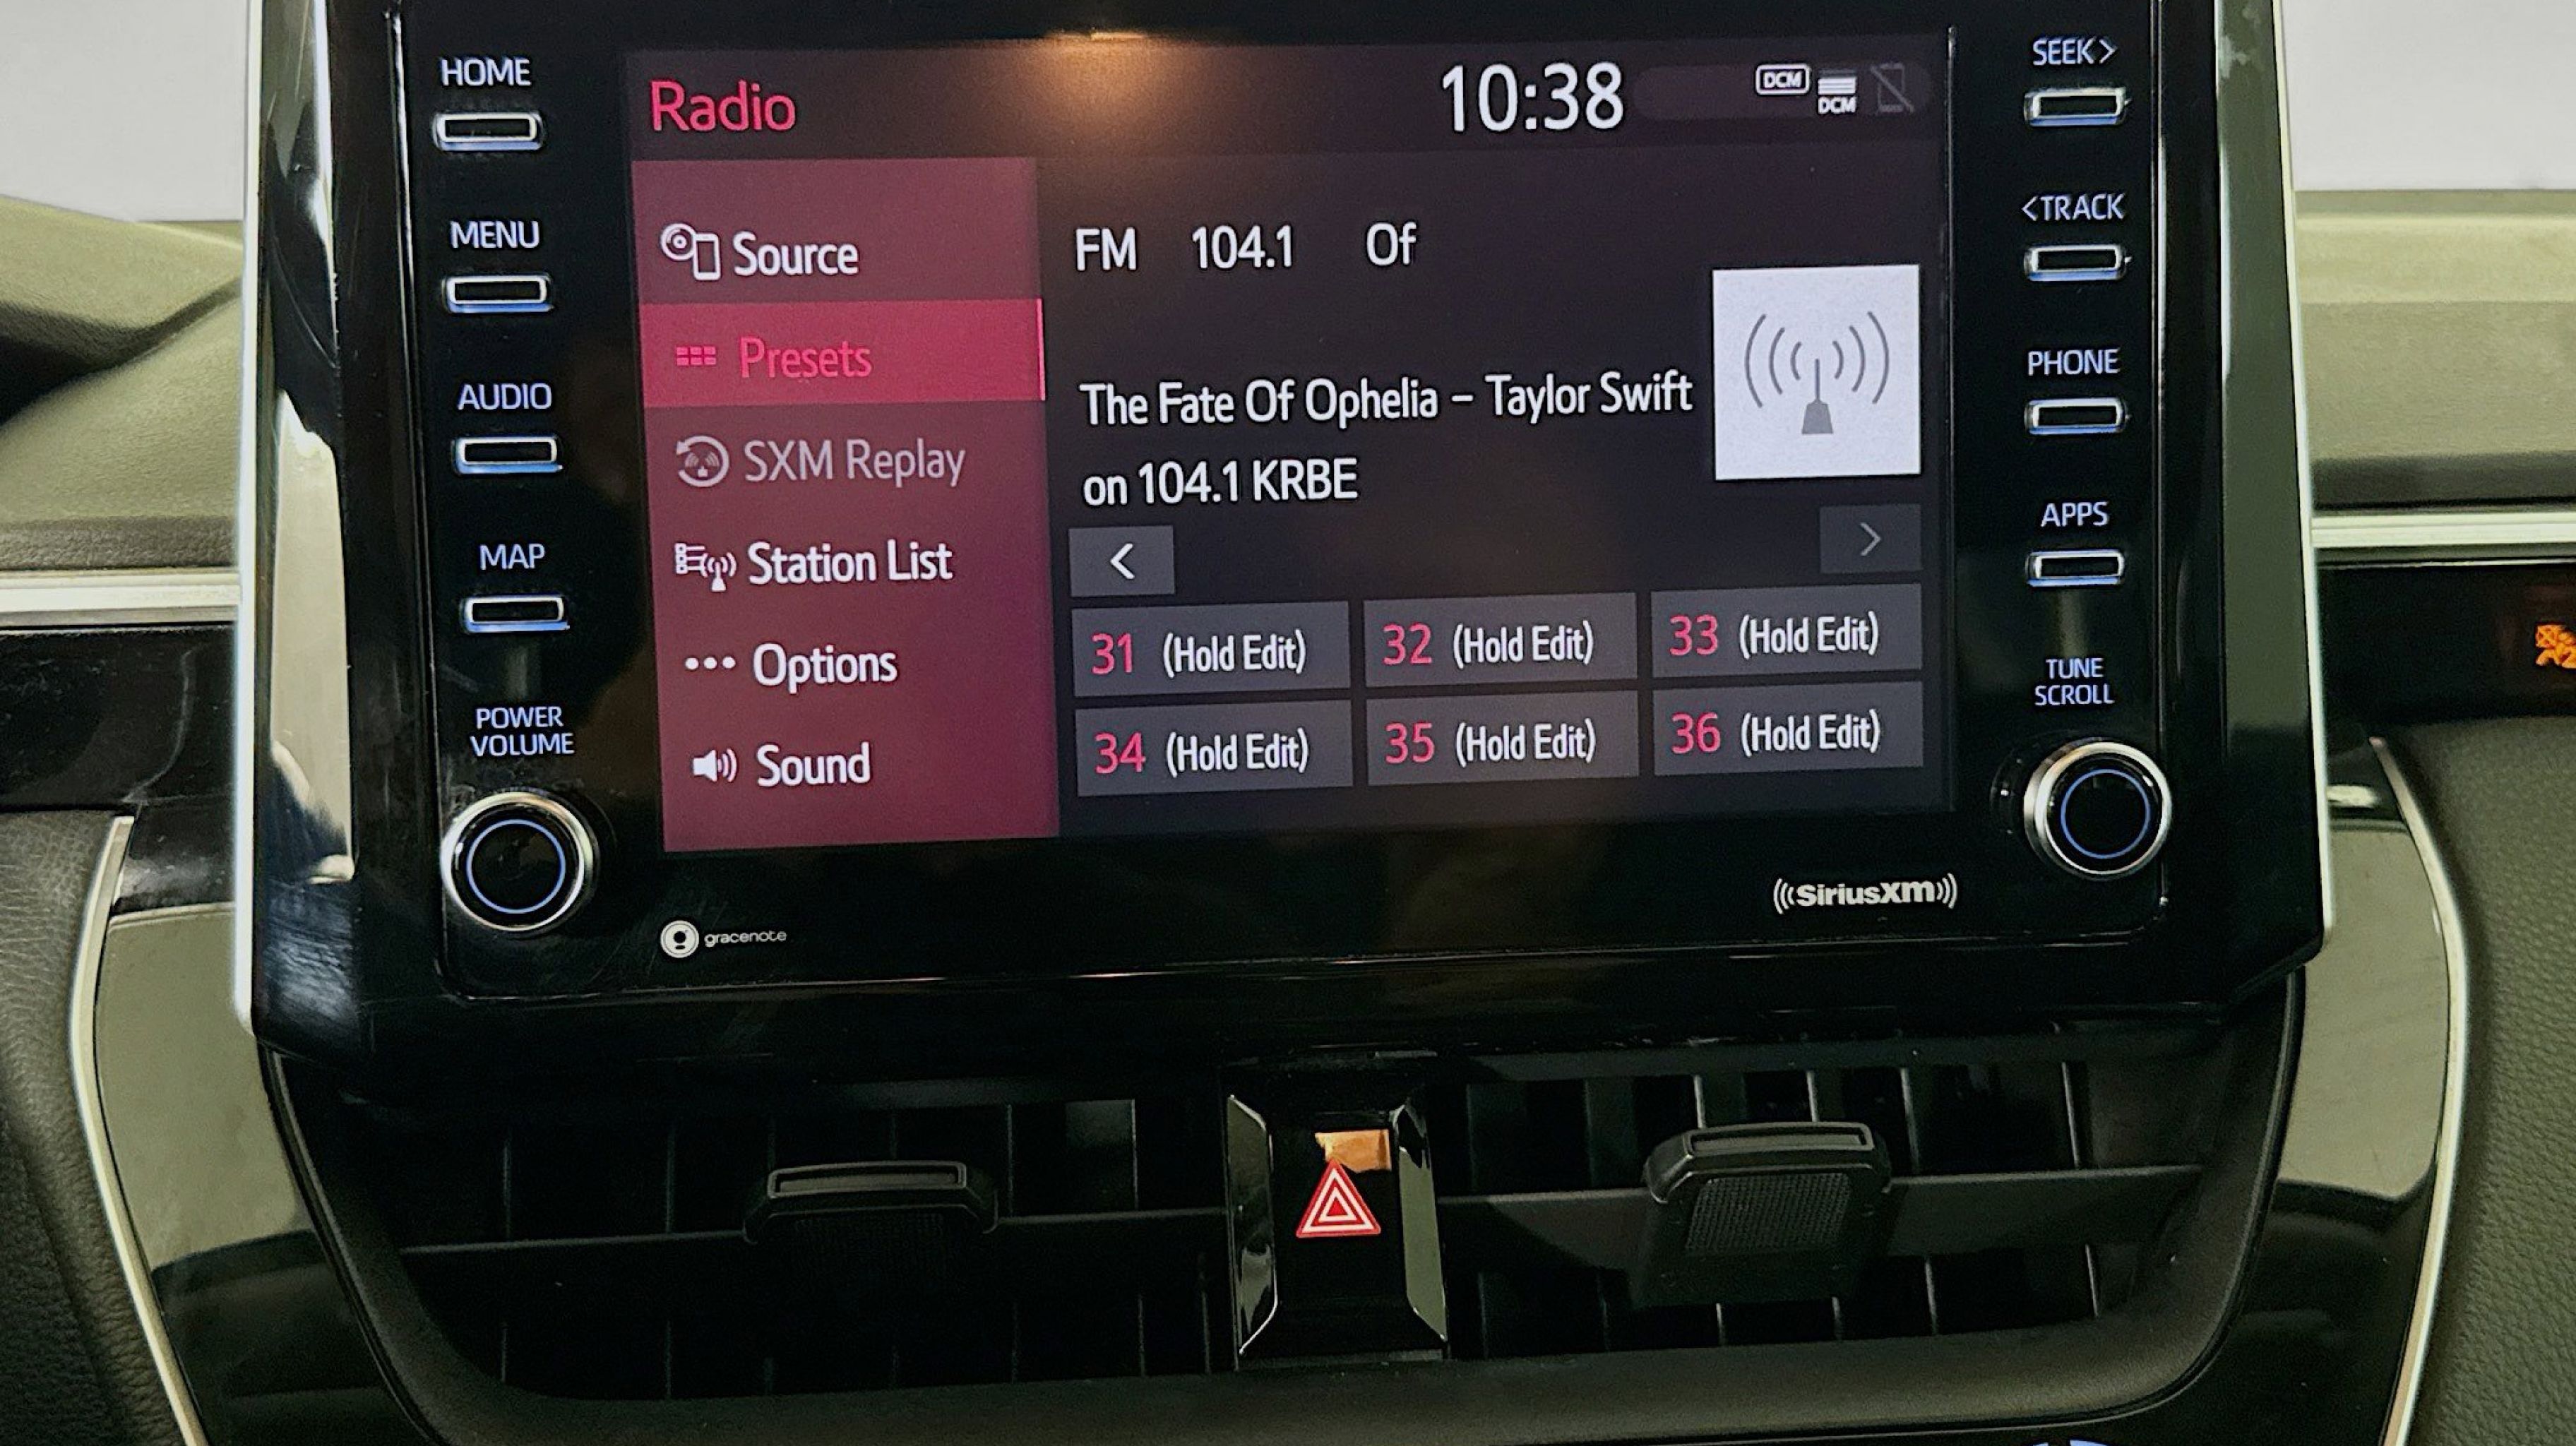 HOME
MENU
AUDIO
MAP
POWER
VOLUME
Radio
10:38
DCM
DCM
Source
Presets
SXM Replay
Station List
Options
Sound
FM 104.1 Of
The Fate Of Ophelia – Taylor Swift
on 104.1 KRBE
<
>
31 (Hold Edit) 32 (Hold Edit) 33 (Hold Edit)
34 (Hold Edit) 35 (Hold Edit) 36 (Hold Edit)
SEEK>
<TRACK
PHONE
APPS
TUNE
SCROLL
gracenote
(((SiriusXM)))